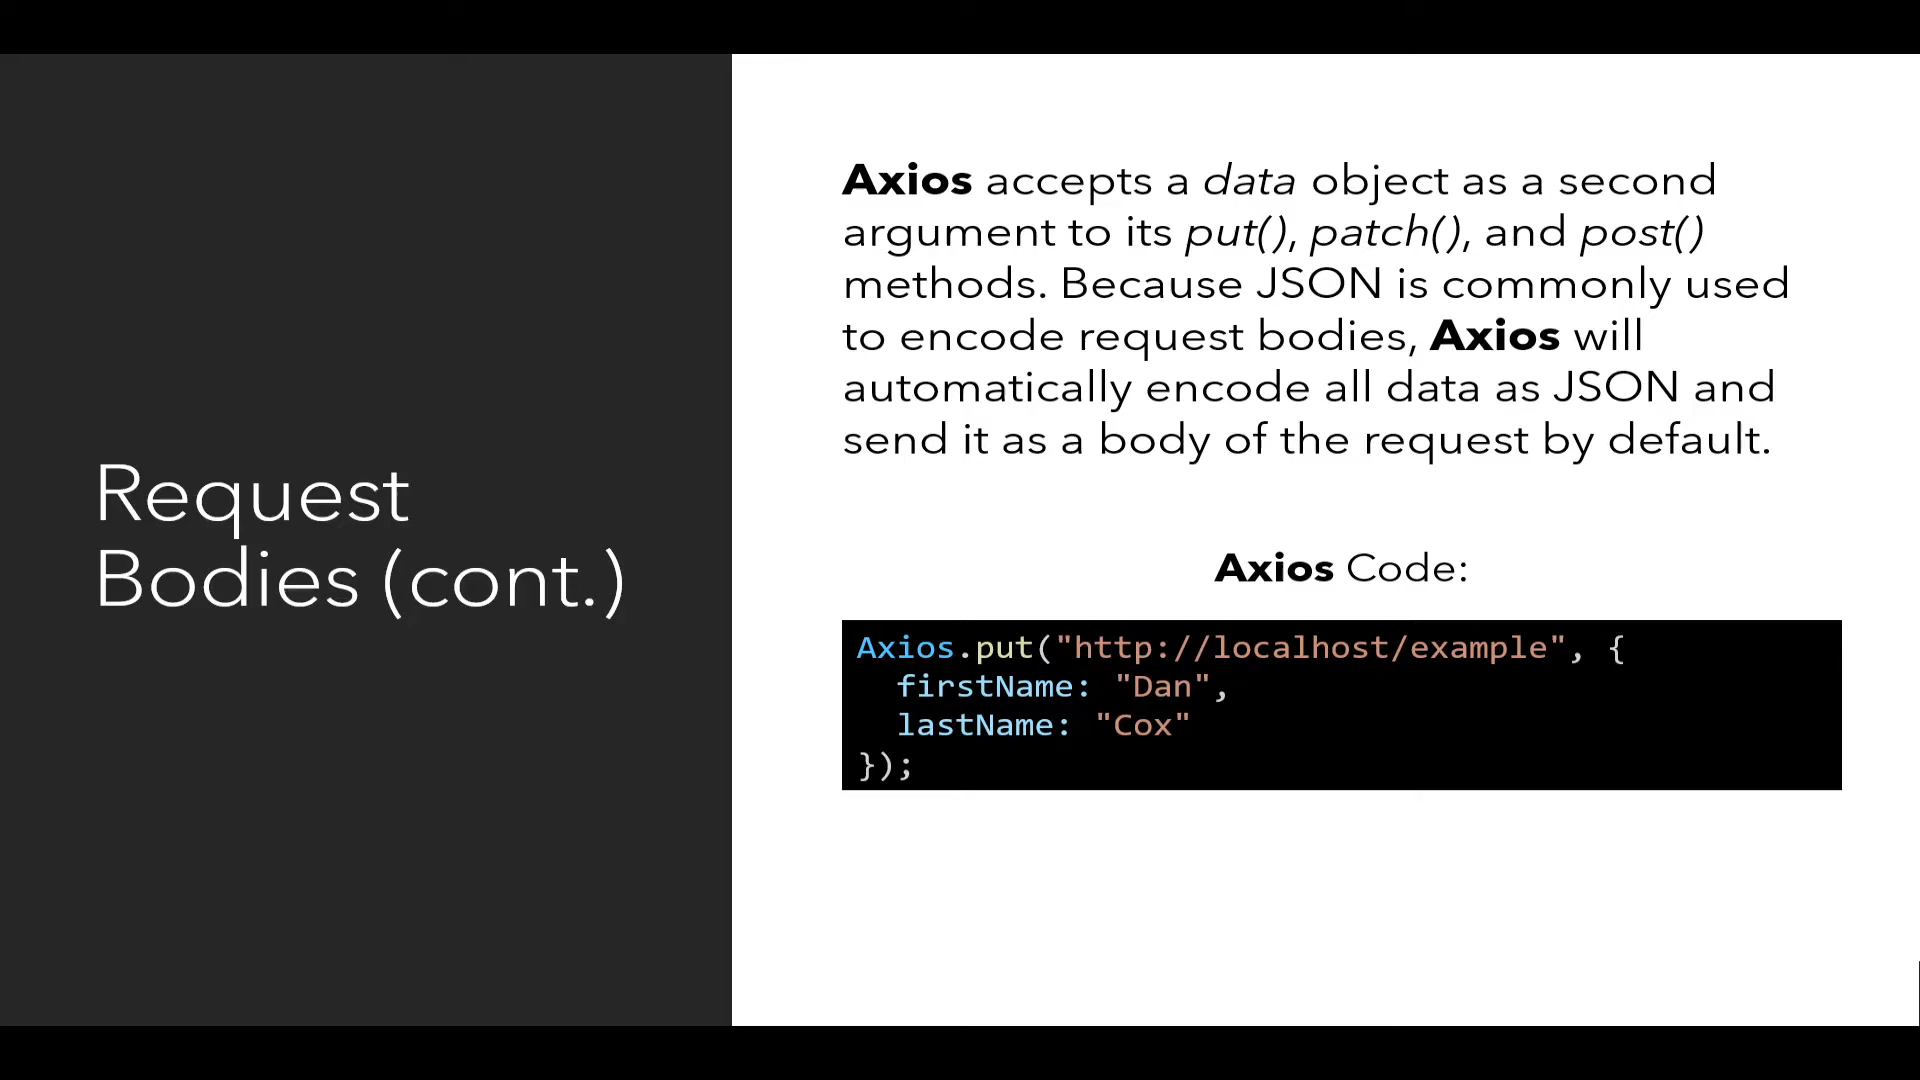 Request
Bodies (cont.)
Axios accepts a data object as a second
argument to its put(), patch(), and post()
methods. Because JSON is commonly used
to encode request bodies, Axios will
automatically encode all data as JSON and
send it as a body of the request by default.
Axios Code:
Axios.put("http://localhost/example", {
  firstName: "Dan",
  lastName: "Cox"
});